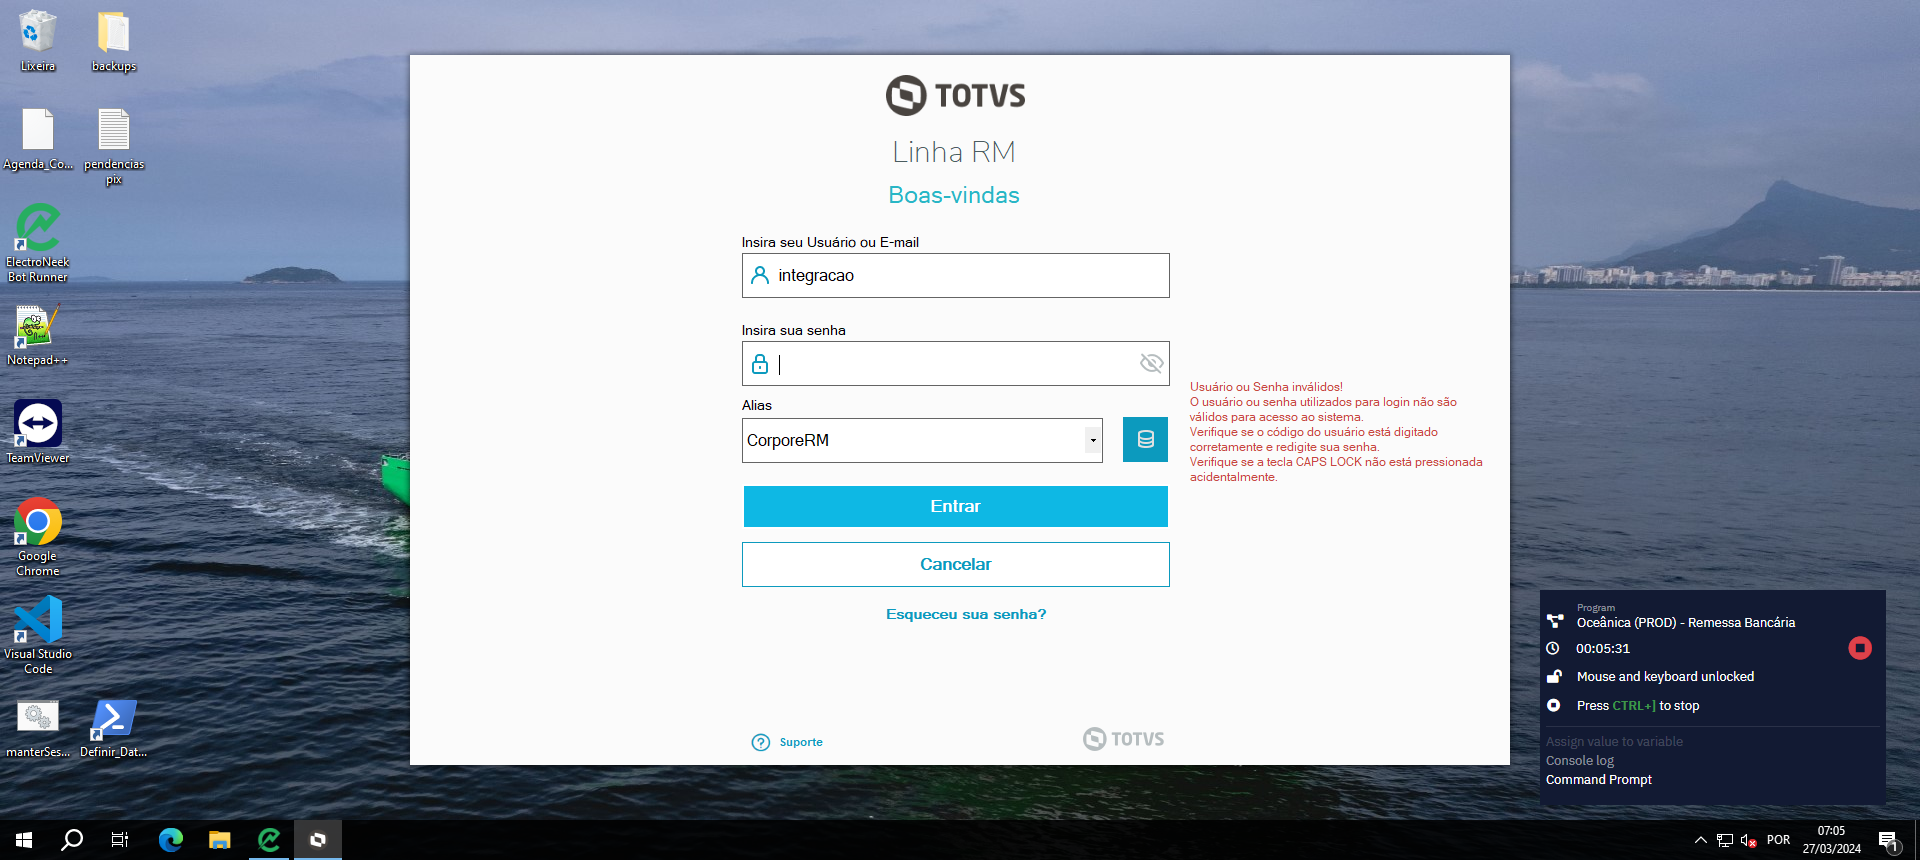 Lixeira
backups
Agenda_Co...
pendencias
pix
ElectroNeek
Bot Runner
Notepad++
TeamViewer
Google
Chrome
Visual Studio
Code
manterSes...
Definir_Dat...
TOTVS
Linha RM
Boas-vindas
Insira seu Usuário ou E-mail
integracao
Insira sua senha
Alias
CorporeRM
Usuário ou Senha inválidos!
O usuário ou senha utilizados para login não são
válidos para acesso ao sistema.
Verifique se o código do usuário está digitado
corretamente e redigite sua senha.
Verifique se a tecla CAPS LOCK não está pressionada
acidentalmente.
Entrar
Cancelar
Esqueceu sua senha?
Suporte
TOTVS
Program
Oceânica (PROD) - Remessa Bancária
00:05:31
Mouse and keyboard unlocked
Press CTRL+] to stop
Assign value to variable
Console log
Command Prompt
POR
07:05
27/03/2024
1